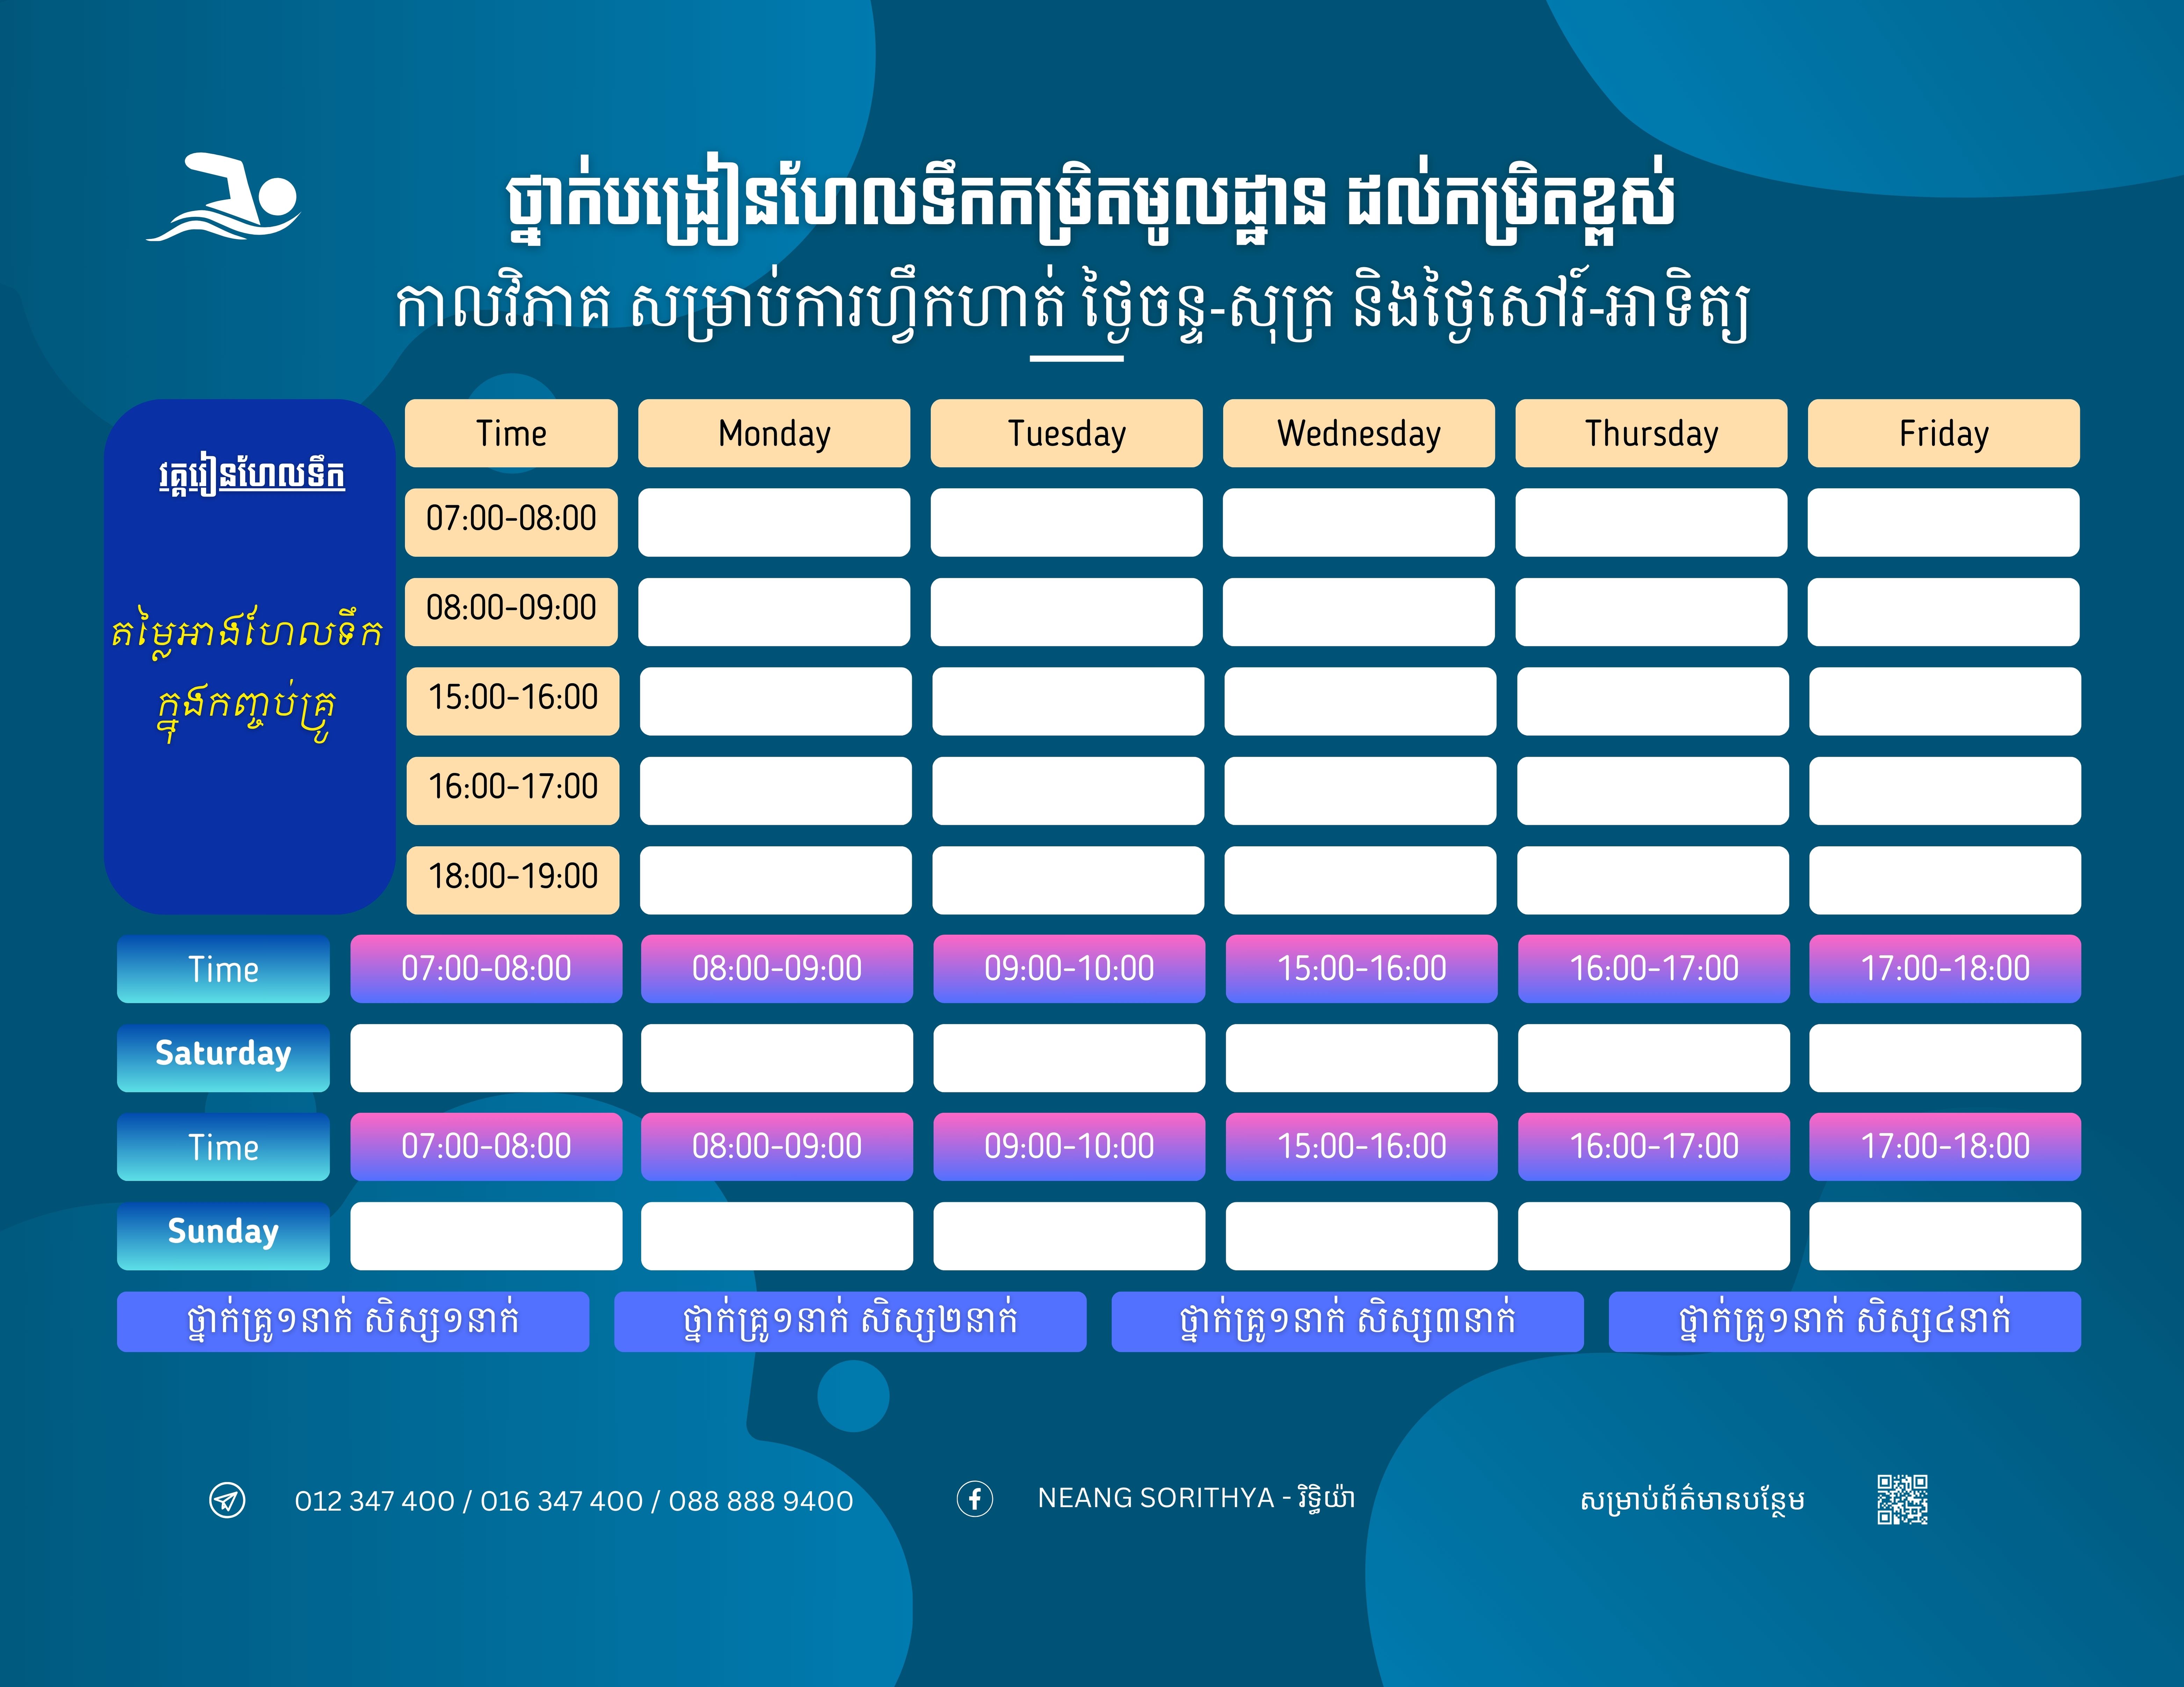 ថ្នាក់បង្រៀនហែលទឹកកម្រិតមូលដ្ឋាន ដល់កម្រិតខ្ពស់
កាលវិភាគ សម្រាប់ការហ្វឹកហាត់ ថ្ងៃចន្ទ-សុក្រ និងថ្ងៃសៅរ៍-អាទិត្យ
វគ្គរៀនហែលទឹក
តម្លៃអាងហែលទឹក
ក្នុងកញ្ចប់គ្រូ
Time Monday Tuesday Wednesday Thursday Friday
07:00-08:00
08:00-09:00
15:00-16:00
16:00-17:00
18:00-19:00
Time 07:00-08:00 08:00-09:00 09:00-10:00 15:00-16:00 16:00-17:00 17:00-18:00
Saturday
Time 07:00-08:00 08:00-09:00 09:00-10:00 15:00-16:00 16:00-17:00 17:00-18:00
Sunday
ថ្នាក់គ្រូ១នាក់ សិស្ស១នាក់ ថ្នាក់គ្រូ១នាក់ សិស្ស២នាក់ ថ្នាក់គ្រូ១នាក់ សិស្ស៣នាក់ ថ្នាក់គ្រូ១នាក់ សិស្ស៤នាក់
012 347 400 / 016 347 400 / 088 888 9400 NEANG SORITHYA - រិទ្ធិយ៉ា សម្រាប់ព័ត៌មានបន្ថែម